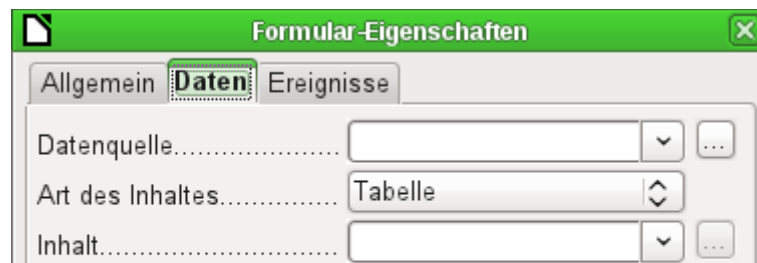 Formular-Eigenschaften
Allgemein Daten Ereignisse
Datenquelle..................... ...
Art des Inhaltes............... Tabelle
Inhalt............................ ...